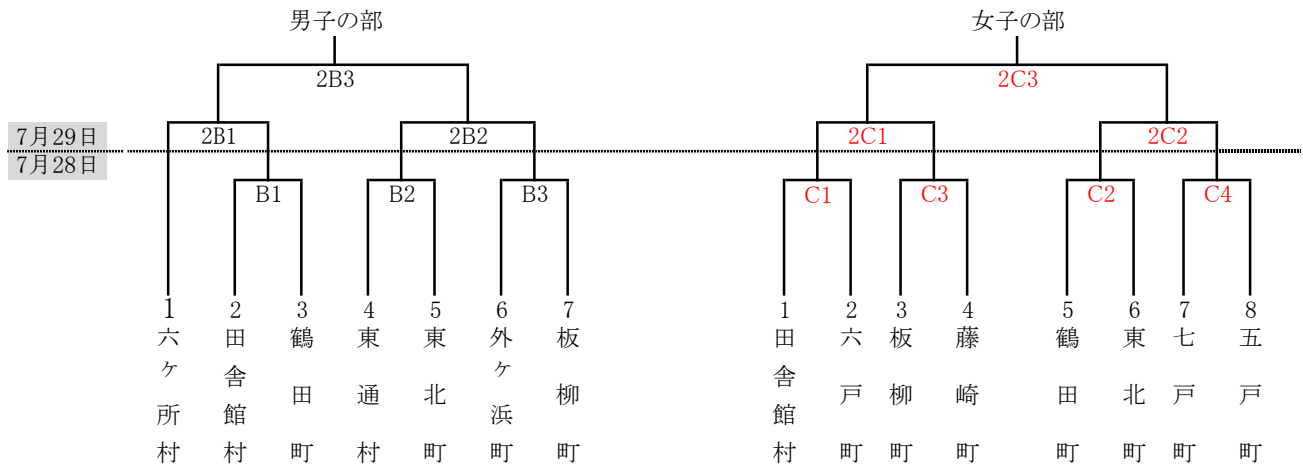 男子の部
女子の部
2B3
2C3
7月29日
2B1
2B2
2C1
2C2
7月28日
B1
B2
B3
C1
C3
C2
C4
1
六ヶ所村
2
田舎館村
3
鶴田町
4
東通村
5
東北町
6
外ヶ浜町
7
板柳町
1
田舎館村
2
六戸町
3
板柳町
4
藤崎町
5
鶴田町
6
東北町
7
七戸町
8
五戸町